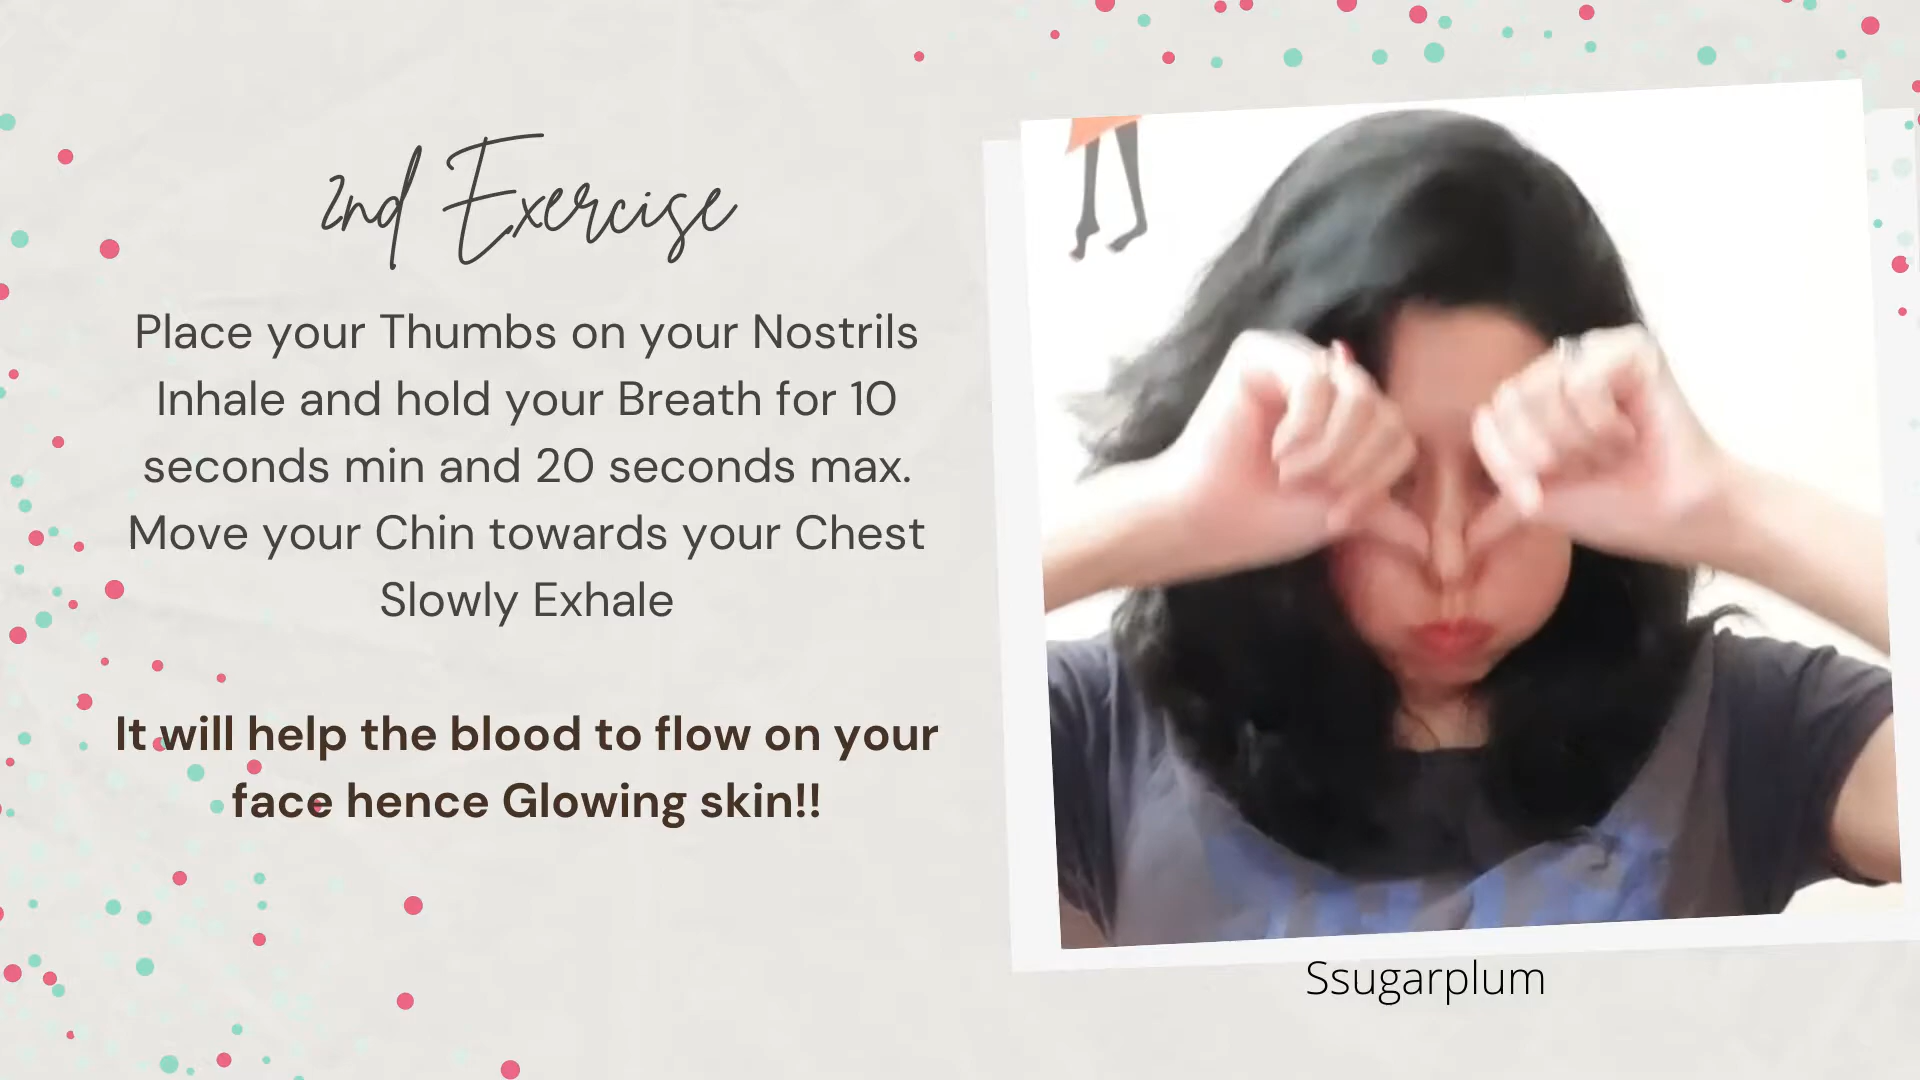 2nd Exercise
Place your Thumbs on your Nostrils
Inhale and hold your Breath for 10
seconds min and 20 seconds max.
Move your Chin towards your Chest
Slowly Exhale
It will help the blood to flow on your
face hence Glowing skin!!
Ssugarplum